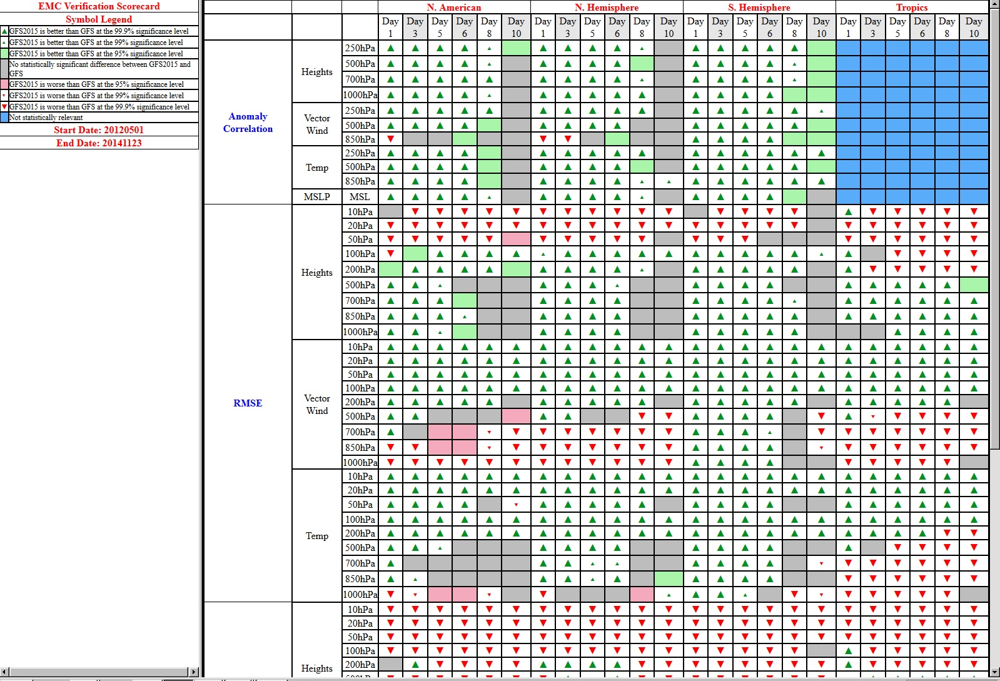 EMC Verification Scorecard
Symbol Legend
GFS2015 is better than GFS at the 99.9% significance level
GFS2015 is better than GFS at the 99% significance level
GFS2015 is better than GFS at the 95% significance level
No statistically significant difference between GFS2015 and
GFS
GFS2015 is worse than GFS at the 95% significance level
GFS2015 is worse than GFS at the 99% significance level
GFS2015 is worse than GFS at the 99.9% significance level
Not statistically relevant
Start Date: 20120501
End Date: 20141123
N. American N. Hemisphere S. Hemisphere Tropics
Day Day Day Day Day Day Day Day Day Day Day Day Day Day Day Day Day Day Day Day Day Day Day Day
1 3 5 6 8 10 1 3 5 6 8 10 1 3 5 6 8 10 1 3 5 6 8 10
Anomaly
Correlation
Heights
250hPa
500hPa
700hPa
1000hPa
Vector
Wind
250hPa
500hPa
850hPa
Temp
250hPa
500hPa
850hPa
MSLP MSL
RMSE
Heights
10hPa
20hPa
50hPa
100hPa
200hPa
500hPa
700hPa
850hPa
1000hPa
Vector
Wind
10hPa
20hPa
50hPa
100hPa
200hPa
500hPa
700hPa
850hPa
1000hPa
Temp
10hPa
20hPa
50hPa
100hPa
200hPa
500hPa
700hPa
850hPa
1000hPa
Heights
10hPa
20hPa
50hPa
100hPa
200hPa